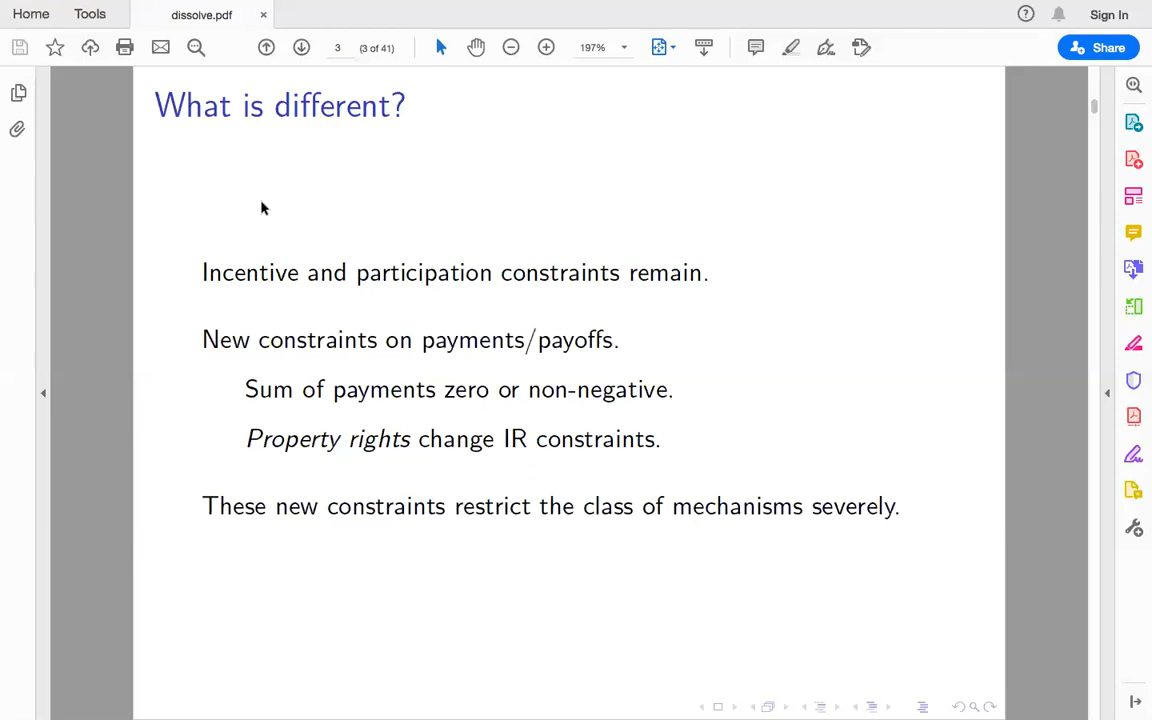 Home Tools dissolve.pdf × Sign In
3 (3 of 41) 197% Share
What is different?
Incentive and participation constraints remain.
New constraints on payments/payoffs.
Sum of payments zero or non-negative.
Property rights change IR constraints.
These new constraints restrict the class of mechanisms severely.